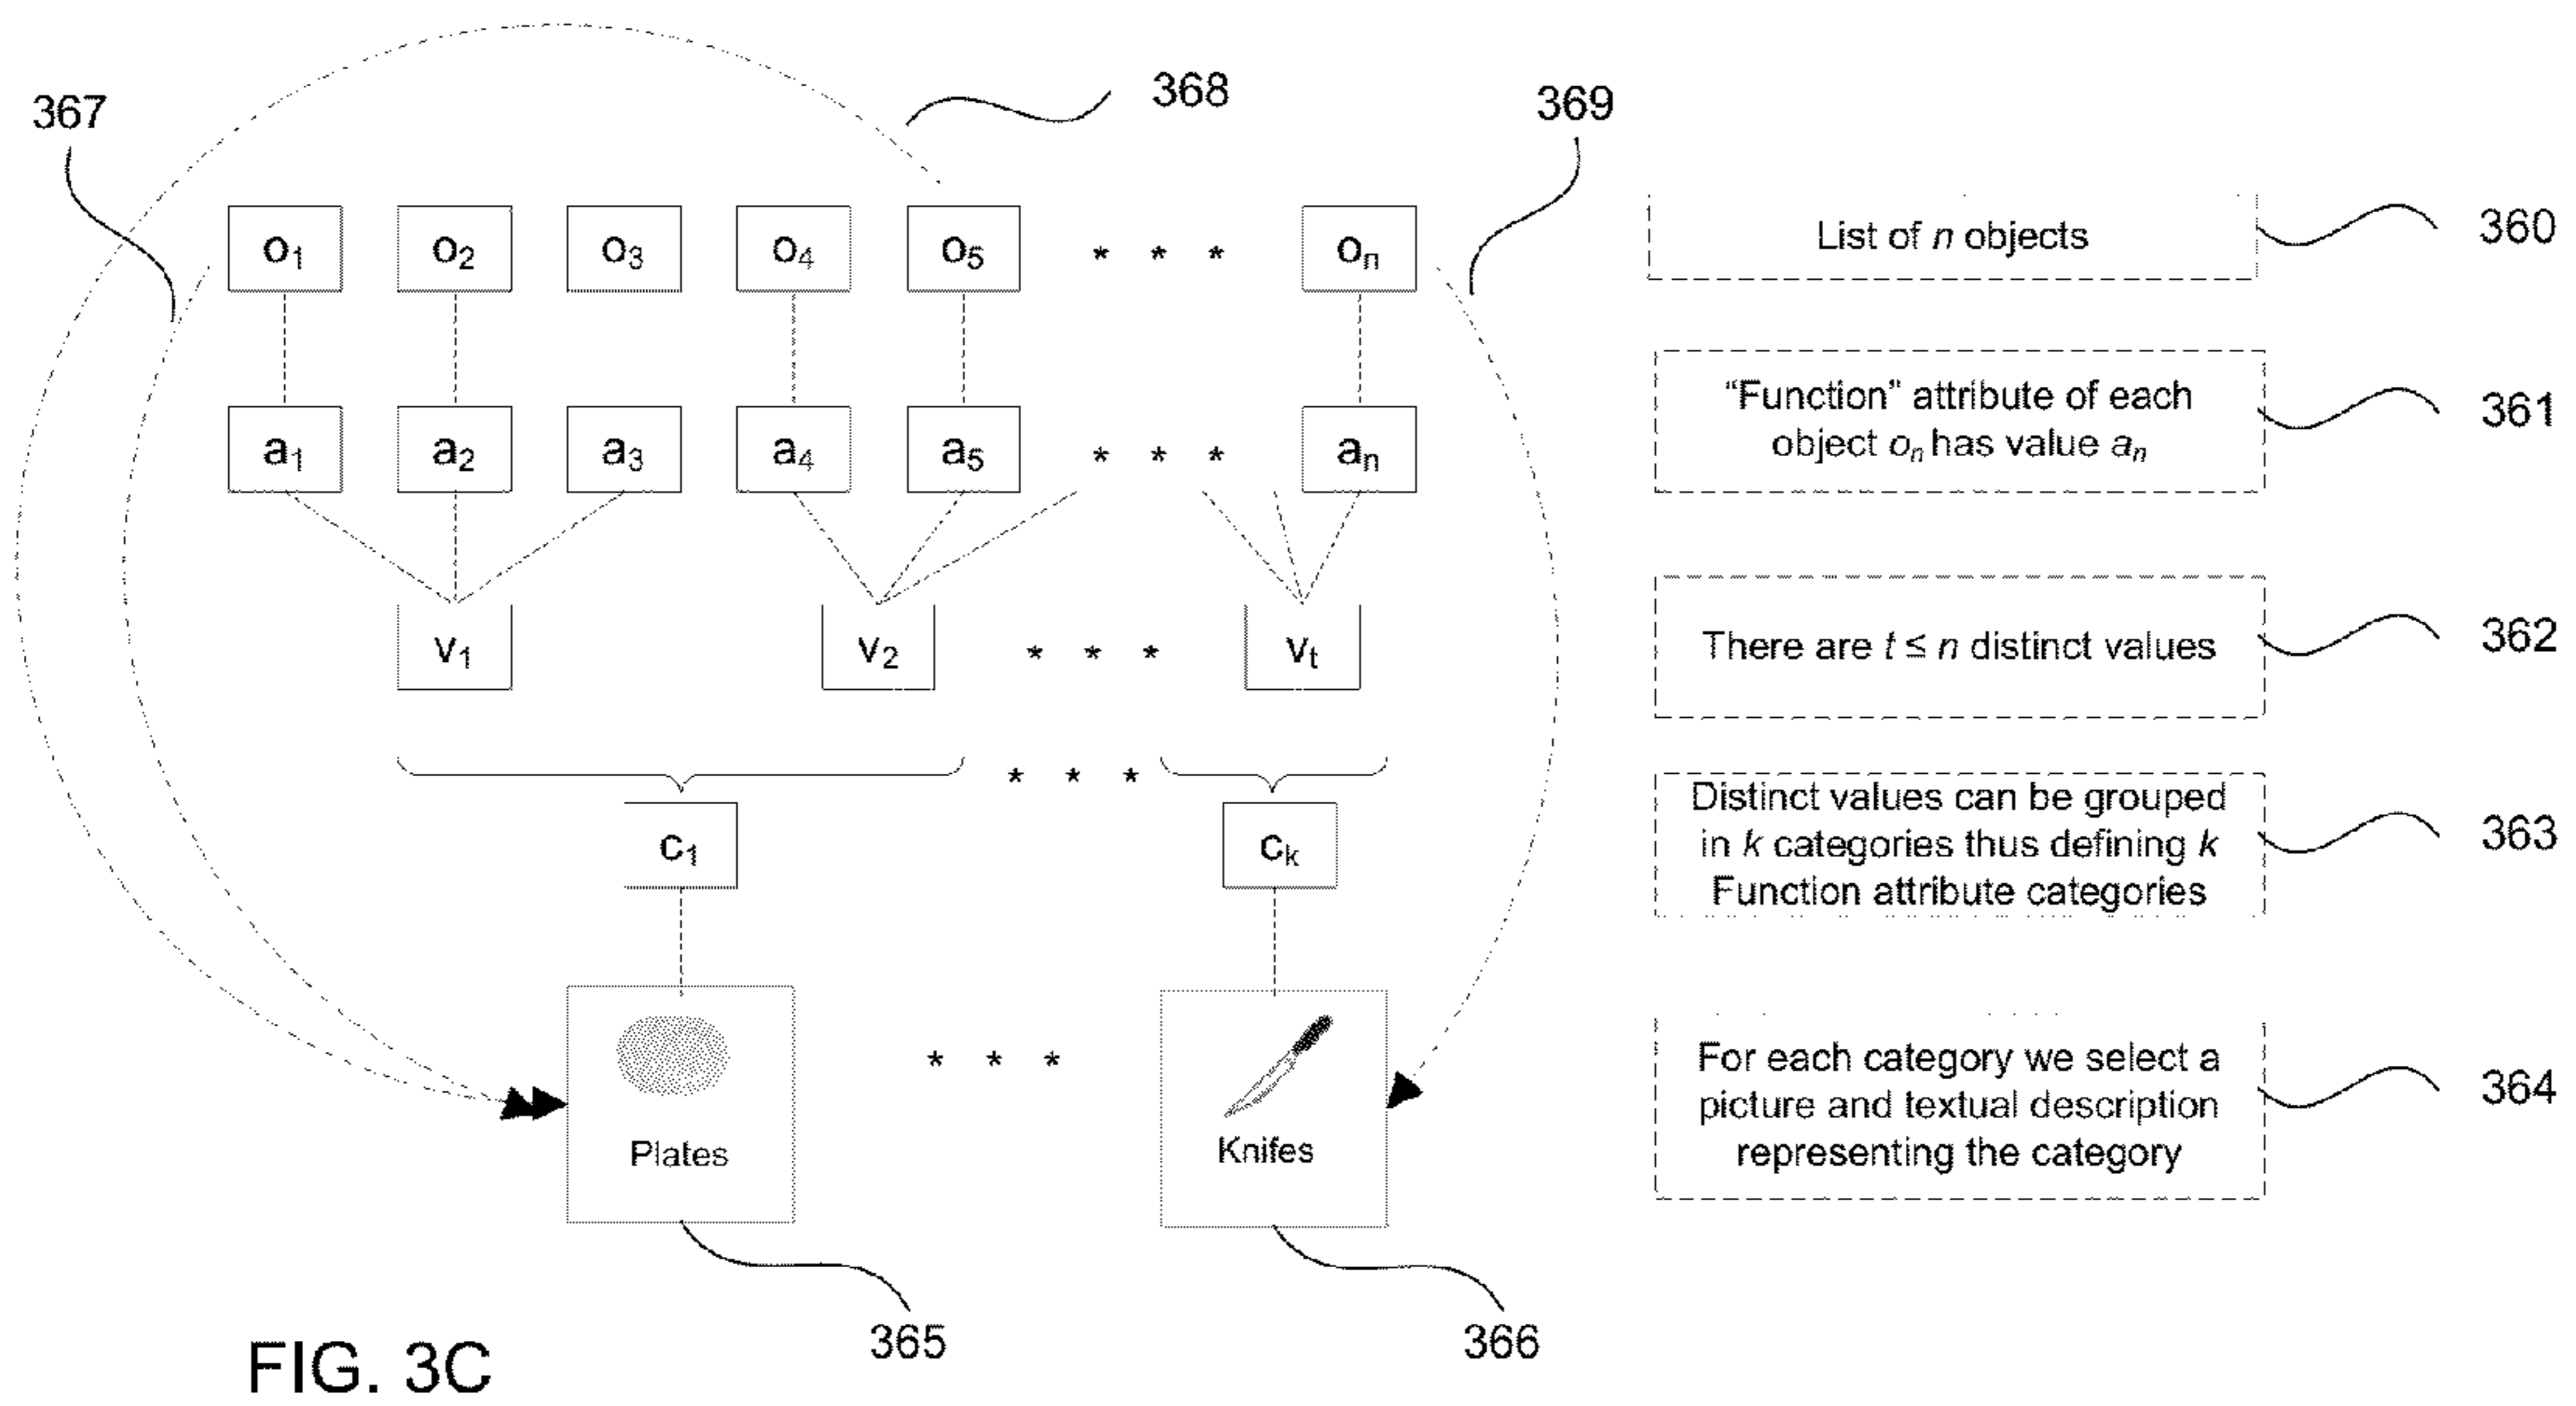 368
369
367
o1 o2 o3 o4 o5 * * * on
List of n objects
360
a1 a2 a3 a4 a5 * * * an
“Function” attribute of each
object on has value an
361
v1 v2 * * * vt
There are t ≤ n distinct values
362
* * *
c1 ck
Distinct values can be grouped
in k categories thus defining k
Function attribute categories
363
Plates
* * *
Knifes
For each category we select a
picture and textual description
representing the category
364
365
366
FIG. 3C